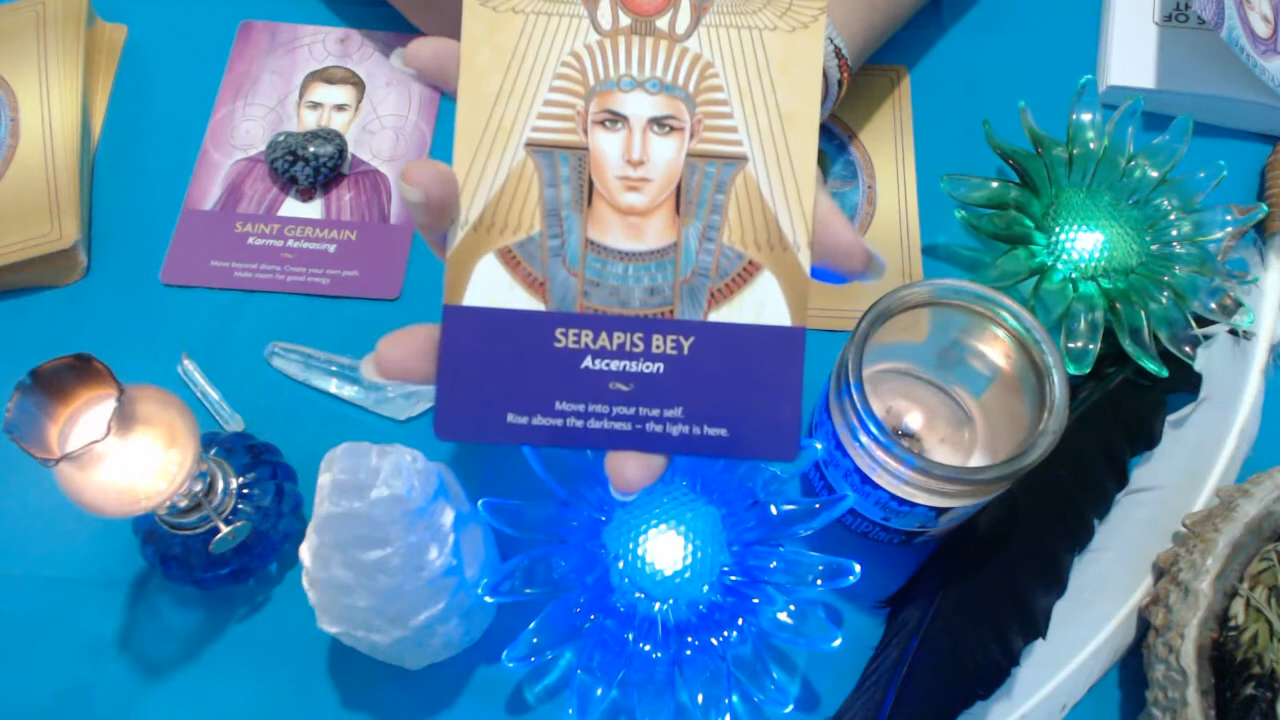 SAINT GERMAIN
Karma Releasing
Move beyond drama. Create your own path.
Make room for good energy.
SERAPIS BEY
Ascension
Move into your true self.
Rise above the darkness – the light is here.